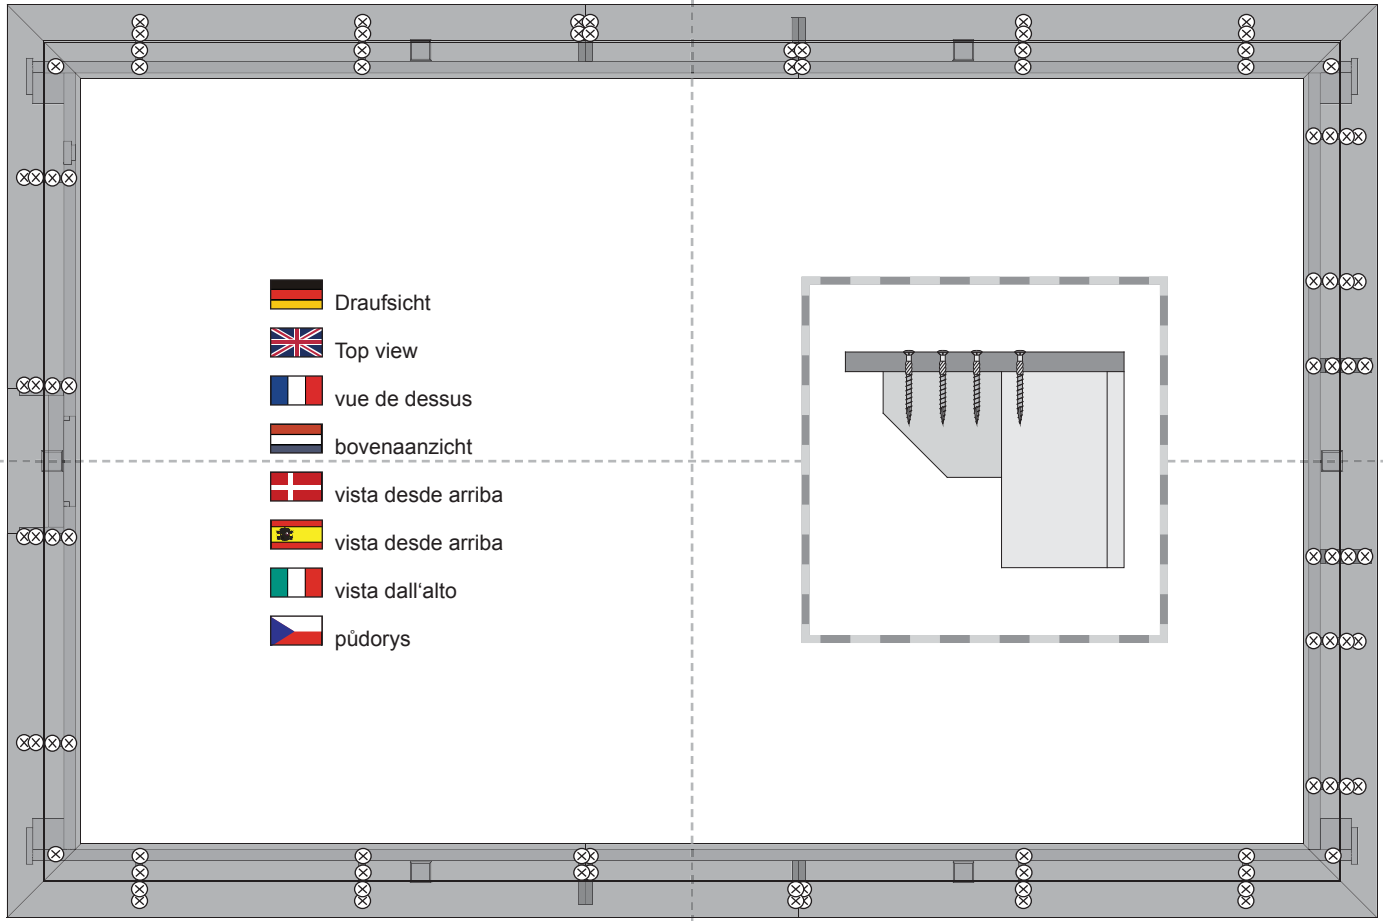 Draufsicht
Top view
vue de dessus
bovenaanzicht
vista desde arriba
vista desde arriba
vista dall‘alto
půdorys